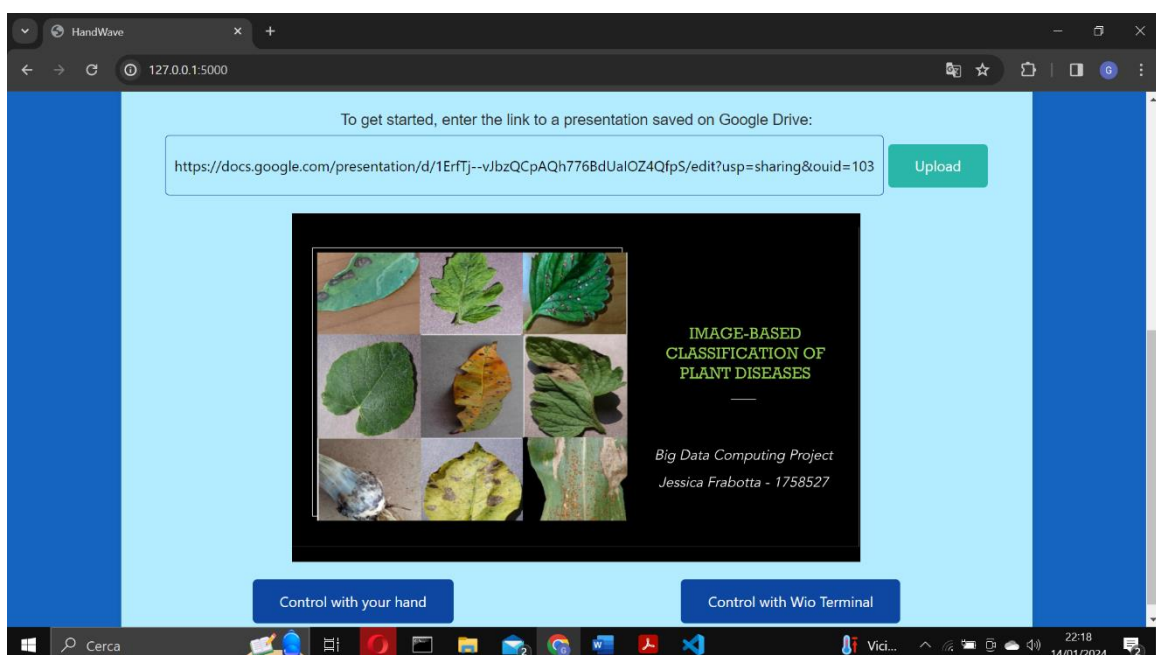 HandWave
127.0.0.1:5000
G
To get started, enter the link to a presentation saved on Google Drive:
https://docs.google.com/presentation/d/1ErfTj--vJbzQCpAQh776BdUalOZ4QfpS/edit?usp=sharing&ouid=103
Upload
IMAGE-BASED
CLASSIFICATION OF
PLANT DISEASES
Big Data Computing Project
Jessica Frabotta - 1758527
Control with your hand
Control with Wio Terminal
Cerca
Vici...
22:18
14/01/2024